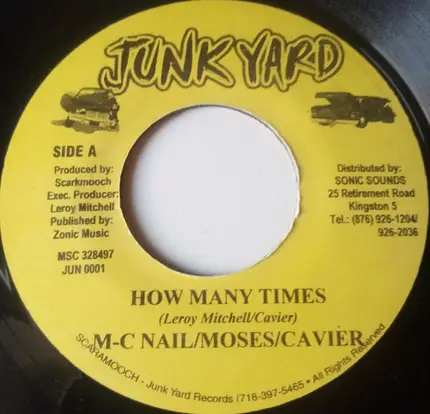 JUNK YARD
SIDE A
Produced by:
Scarkmooch
Exec. Producer:
Leroy Mitchell
Published by:
Zonic Music
MSC 328497
JUN 0001
Distributed by:
SONIC SOUNDS
25 Retirement Road
Kingston 5
Tel.: (876) 926-1204/
926-2036
HOW MANY TIMES
(Leroy Mitchell/Cavier)
M-C NAIL/MOSES/CAVIER
SCARAMOOCH - Junk Yard Records (718-397-5465 • All Rights Reserved